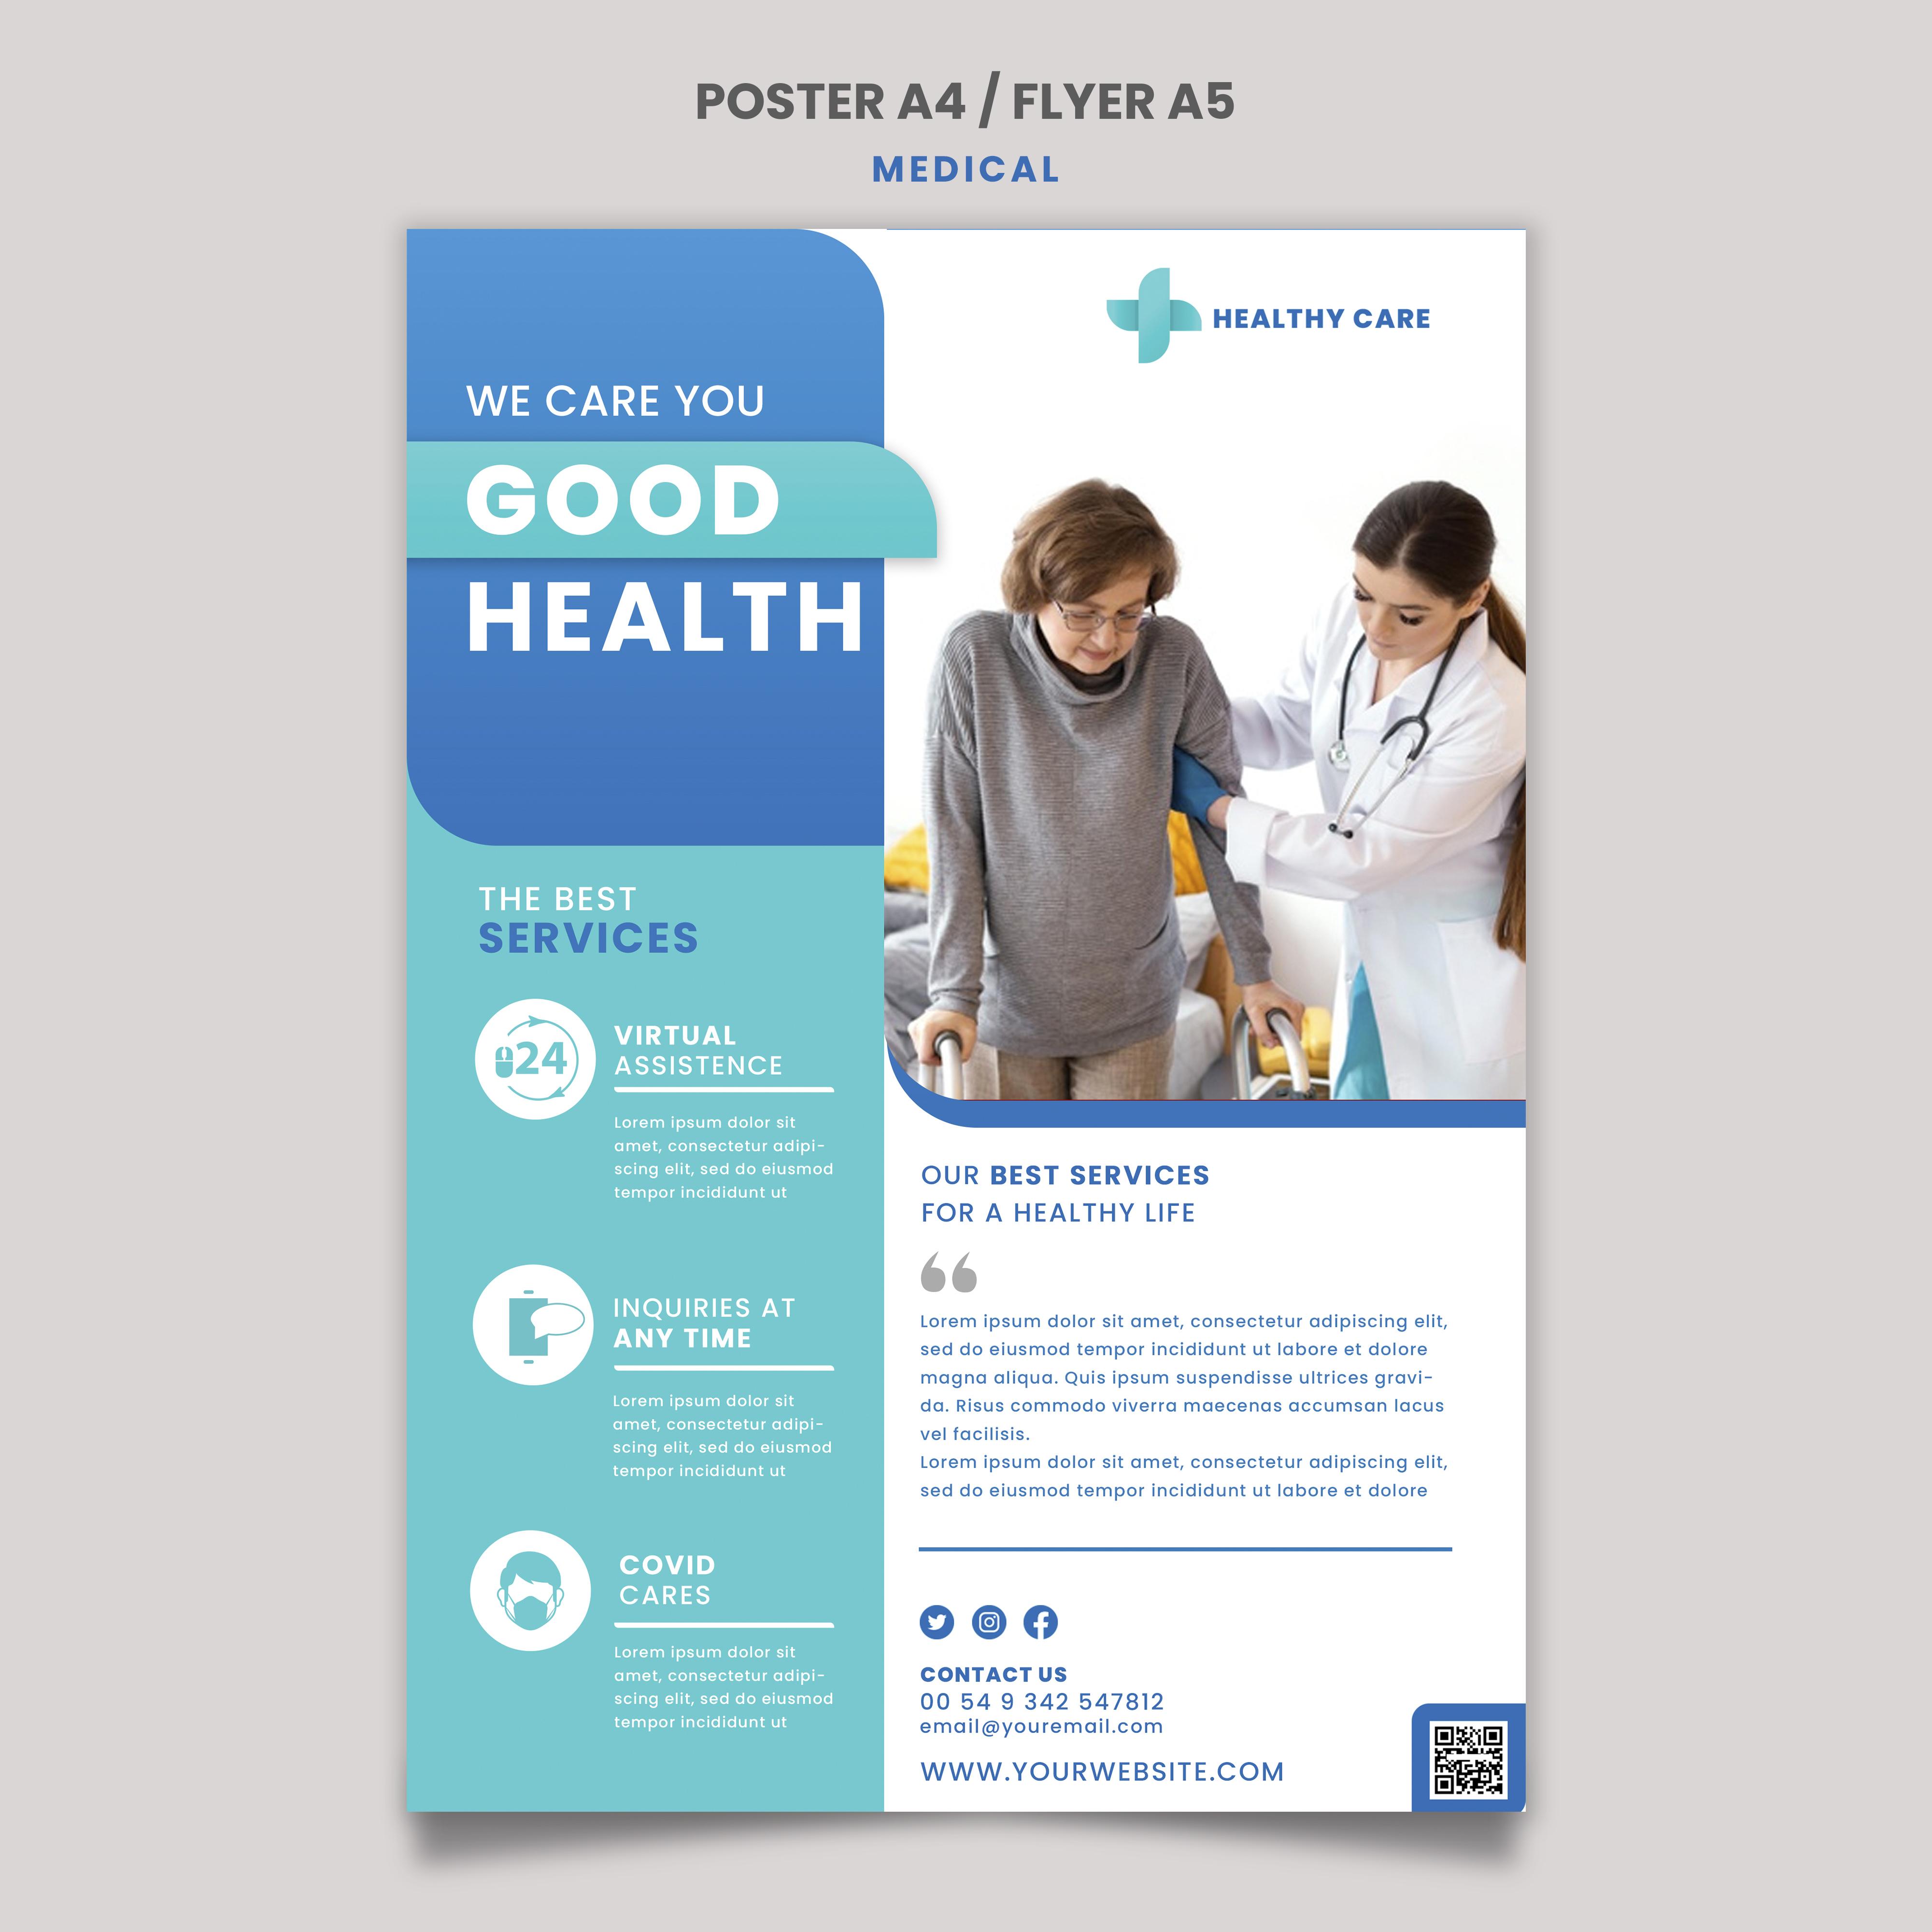 POSTER A4 / FLYER A5
MEDICAL
HEALTHY CARE
WE CARE YOU
GOOD
HEALTH
THE BEST
SERVICES
24
VIRTUAL
ASSISTENCE
Lorem ipsum dolor sit
amet, consectetur adipi-
scing elit, sed do eiusmod
tempor incididunt ut
INQUIRIES AT
ANY TIME
Lorem ipsum dolor sit
amet, consectetur adipi-
scing elit, sed do eiusmod
tempor incididunt ut
COVID
CARES
Lorem ipsum dolor sit
amet, consectetur adipi-
scing elit, sed do eiusmod
tempor incididunt ut
OUR BEST SERVICES
FOR A HEALTHY LIFE
“
Lorem ipsum dolor sit amet, consectetur adipiscing elit,
sed do eiusmod tempor incididunt ut labore et dolore
magna aliqua. Quis ipsum suspendisse ultrices gravi-
da. Risus commodo viverra maecenas accumsan lacus
vel facilisis.
Lorem ipsum dolor sit amet, consectetur adipiscing elit,
sed do eiusmod tempor incididunt ut labore et dolore
CONTACT US
00 54 9 342 547812
email@youremail.com
WWW.YOURWEBSITE.COM